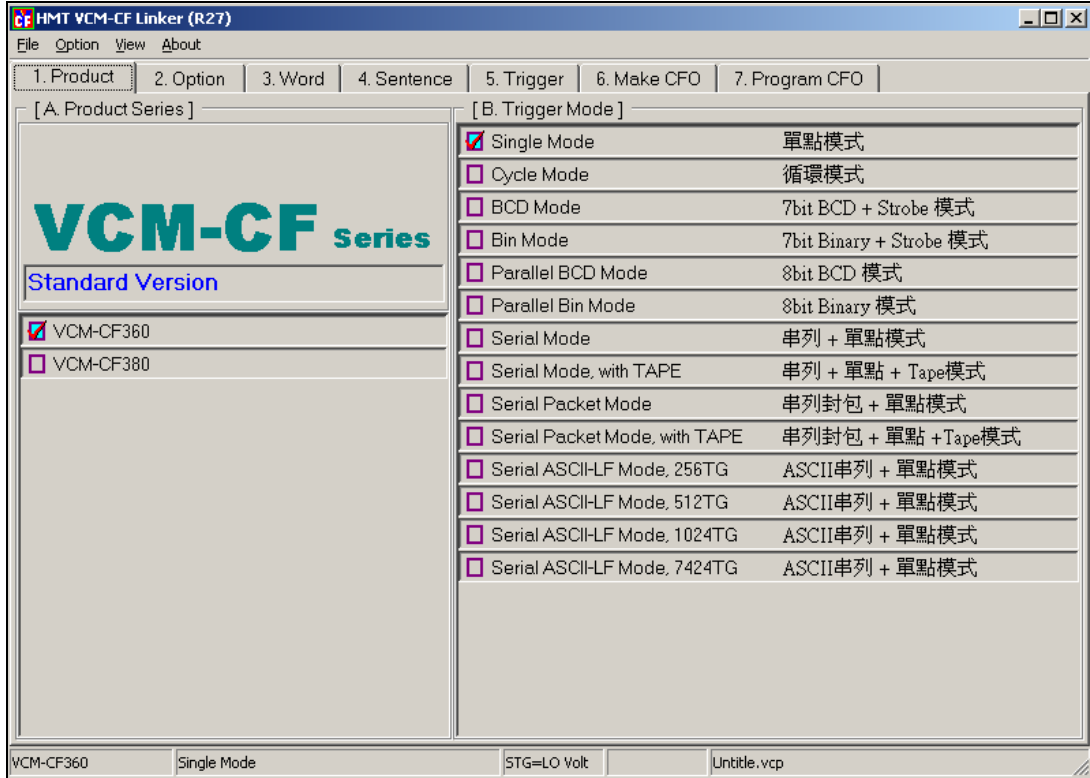 HMT VCM-CF Linker (R27)
File Option View About
1. Product 2. Option 3. Word 4. Sentence 5. Trigger 6. Make CFO 7. Program CFO
[ A. Product Series ]
VCM-CF Series
Standard Version
VCM-CF360
VCM-CF380
[ B. Trigger Mode ]
Single Mode 單點模式
Cycle Mode 循環模式
BCD Mode 7bit BCD + Strobe 模式
Bin Mode 7bit Binary + Strobe 模式
Parallel BCD Mode 8bit BCD 模式
Parallel Bin Mode 8bit Binary 模式
Serial Mode 串列 + 單點模式
Serial Mode, with TAPE 串列 + 單點 + Tape模式
Serial Packet Mode 串列封包 + 單點模式
Serial Packet Mode, with TAPE 串列封包 + 單點 +Tape模式
Serial ASCII-LF Mode, 256TG ASCII串列 + 單點模式
Serial ASCII-LF Mode, 512TG ASCII串列 + 單點模式
Serial ASCII-LF Mode, 1024TG ASCII串列 + 單點模式
Serial ASCII-LF Mode, 7424TG ASCII串列 + 單點模式
VCM-CF360 Single Mode STG=LO Volt Untitle.vcp